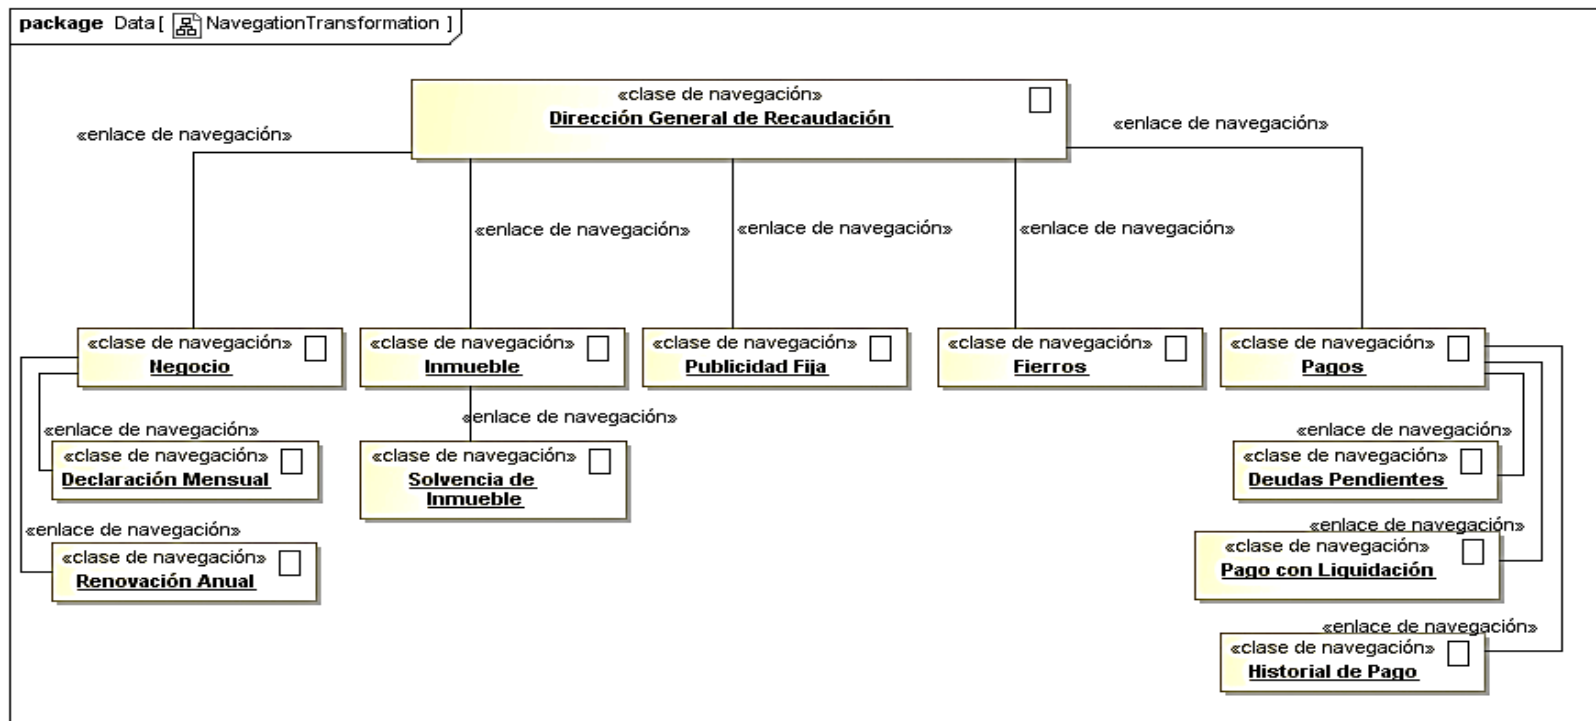 package Data [ NavegationTransformation ]
«clase de navegación»
Dirección General de Recaudación
«enlace de navegación»
«enlace de navegación»
«enlace de navegación»
«enlace de navegación»
«enlace de navegación»
«clase de navegación»
Negocio
«clase de navegación»
Inmueble
«clase de navegación»
Publicidad Fija
«clase de navegación»
Fierros
«clase de navegación»
Pagos
«enlace de navegación»
«clase de navegación»
Declaración Mensual
«enlace de navegación»
«clase de navegación»
Renovación Anual
«enlace de navegación»
«clase de navegación»
Solvencia de
Inmueble
«enlace de navegación»
«clase de navegación»
Deudas Pendientes
«enlace de navegación»
«clase de navegación»
Pago con Liquidación
«enlace de navegación»
«clase de navegación»
Historial de Pago